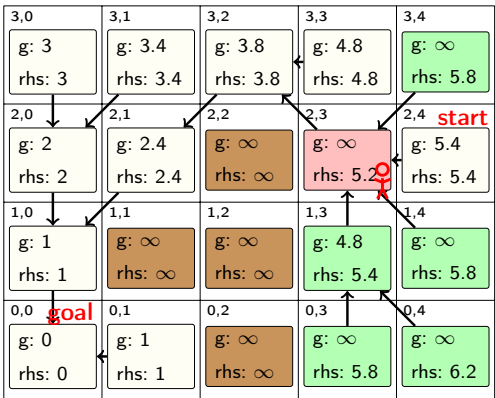 3,0 3,1 3,2 3,3 3,4
g: 3 g: 3.4 g: 3.8 g: 4.8 g: ∞
rhs: 3 rhs: 3.4 rhs: 3.8 rhs: 4.8 rhs: 5.8
2,0 2,1 2,2 2,3 2,4 start
g: 2 g: 2.4 g: ∞ g: ∞ g: 5.4
rhs: 2 rhs: 2.4 rhs: ∞ rhs: 5.2 rhs: 5.4
1,0 1,1 1,2 1,3 1,4
g: 1 g: ∞ g: ∞ g: 4.8 g: ∞
rhs: 1 rhs: ∞ rhs: ∞ rhs: 5.4 rhs: 5.8
0,0 goal 0,1 0,2 0,3 0,4
g: 0 g: 1 g: ∞ g: ∞ g: ∞
rhs: 0 rhs: 1 rhs: ∞ rhs: 5.8 rhs: 6.2